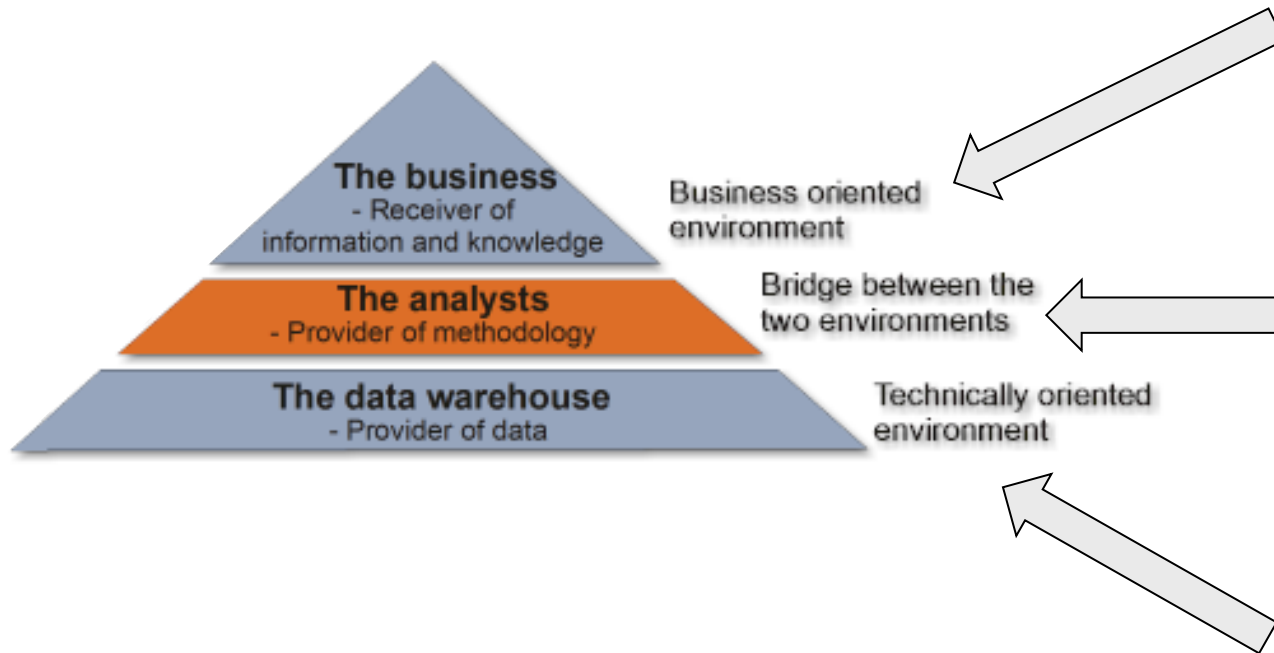 The business
- Receiver of
information and knowledge
Business oriented
environment
The analysts
- Provider of methodology
Bridge between the
two environments
The data warehouse
- Provider of data
Technically oriented
environment